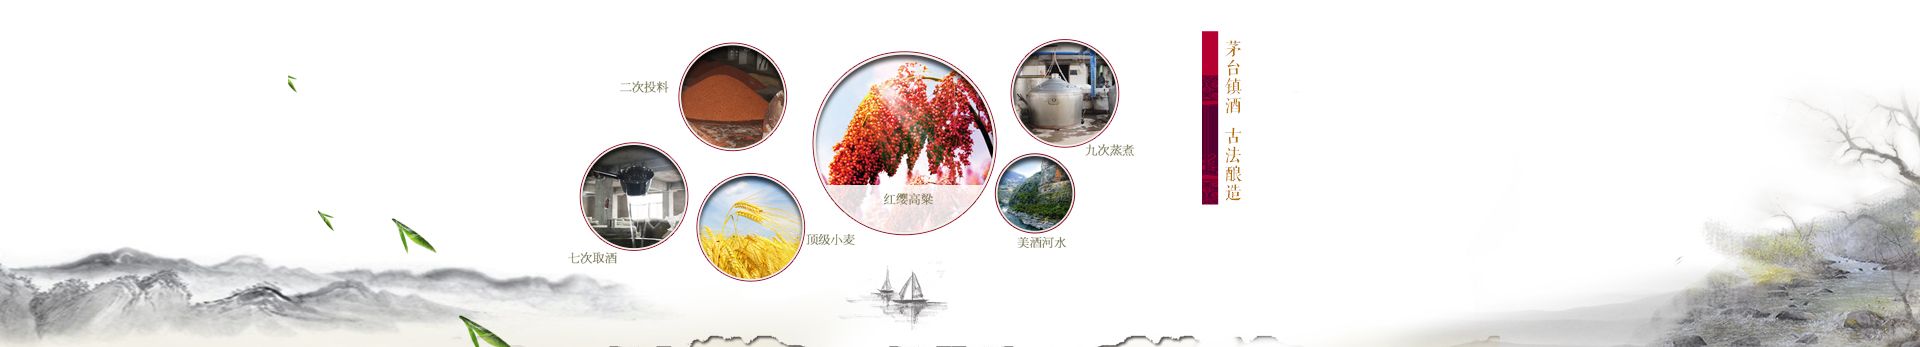 二次投料
七次取酒
顶级小麦
红缨高粱
九次蒸煮
美酒河水
茅台镇酒 古法酿造